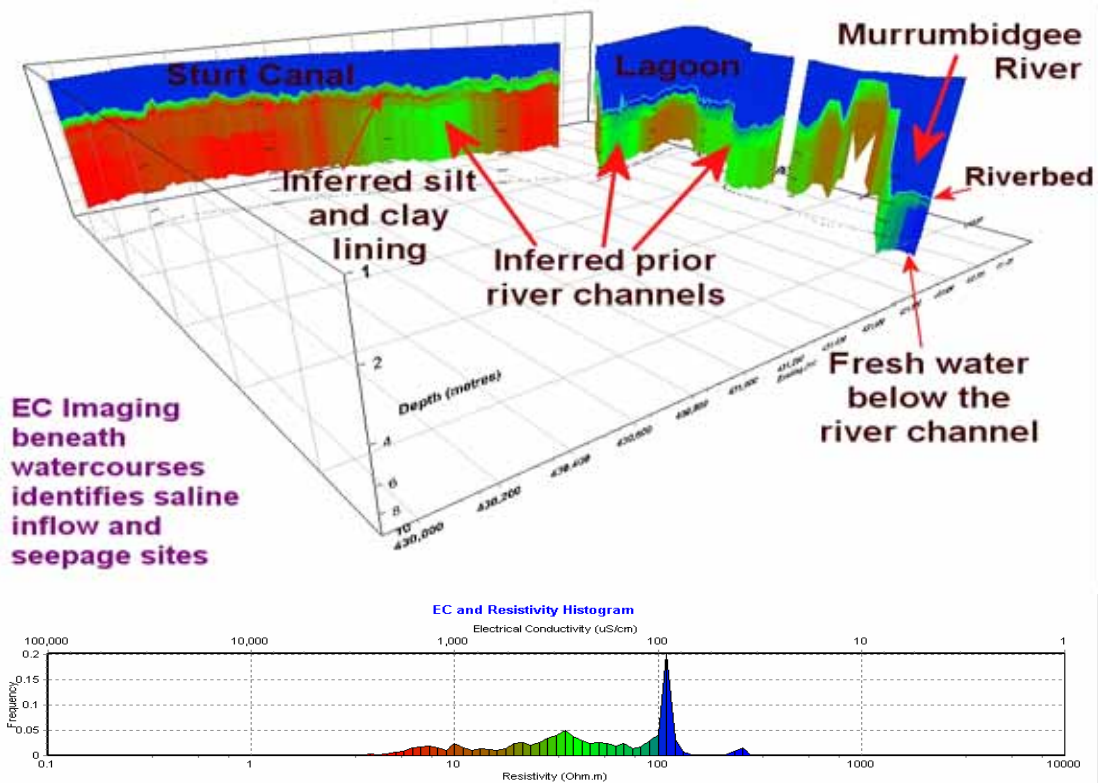 Murrumbidgee
River
Sturt Canal
Lagoon
Riverbed
Inferred silt
and clay
lining
Inferred prior
river channels
Fresh water
below the
river channel
1
2
4
6
8
10
Depth (metres)
430,000
430,200
430,400
430,600
430,800
431,000
431,200
EC Imaging
beneath
watercourses
identifies saline
inflow and
seepage sites
EC and Resistivity Histogram
Electrical Conductivity (uS/cm)
100,000 10,000 1,000 100 10 1
0.2
0.15
0.1
0.05
0
Frequency
0.1 1 10 100 1000 10000
Resistivity (Ohm.m)